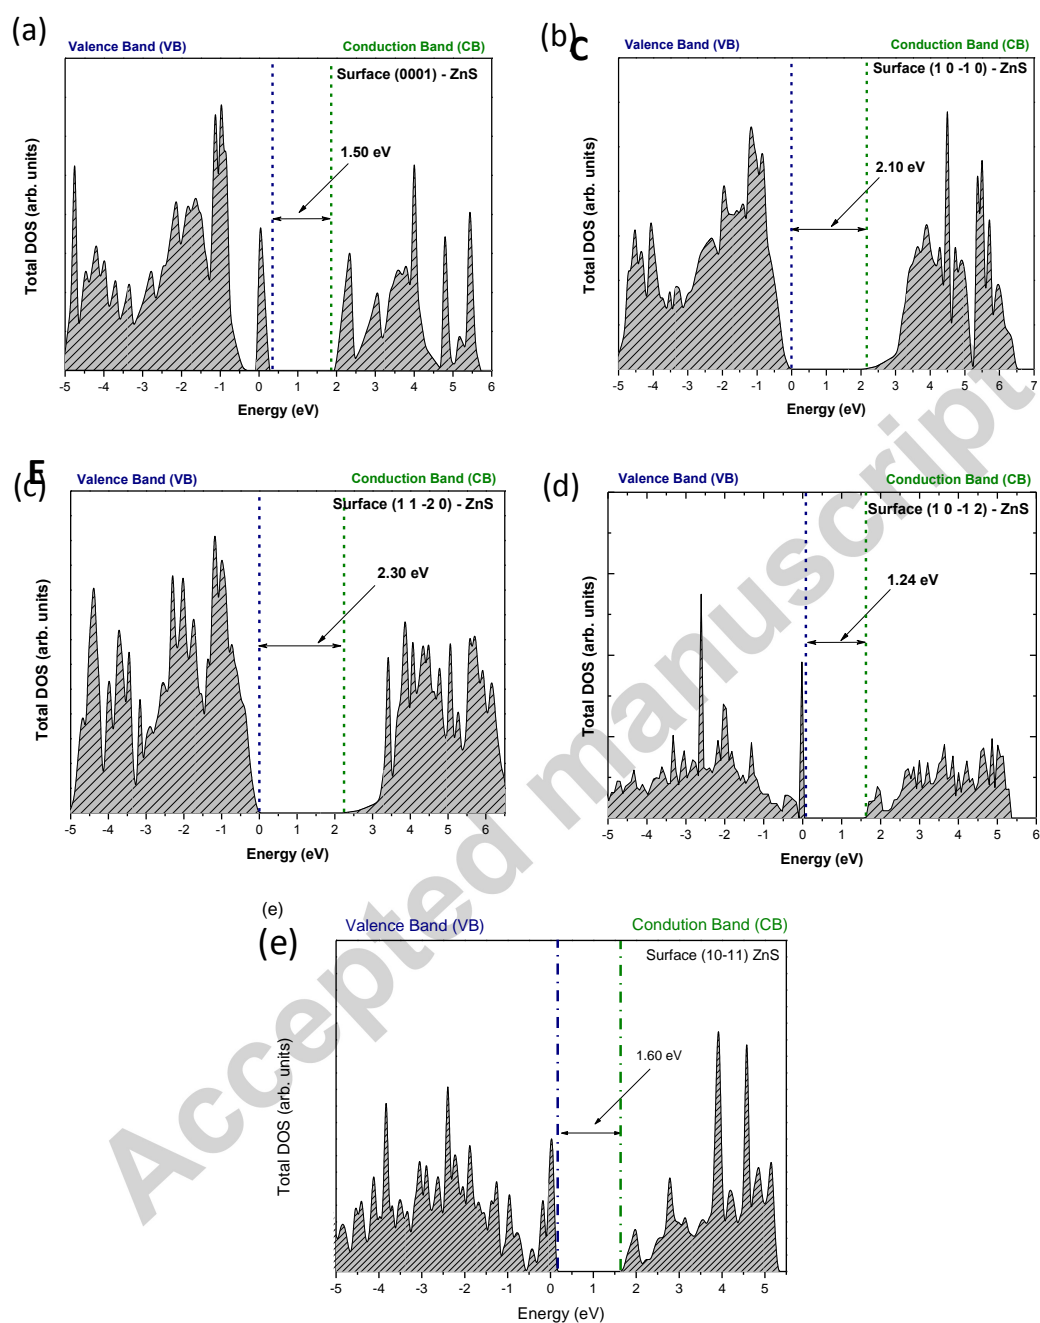 (a)
Valence Band (VB) Conduction Band (CB)
Surface (0001) - ZnS
1.50 eV
Total DOS (arb. units)
-5 -4 -3 -2 -1 0 1 2 3 4 5 6
Energy (eV)
(b) C
Valence Band (VB) Conduction Band (CB)
Surface (1 0 -1 0) - ZnS
2.10 eV
Total DOS (arb. units)
-5 -4 -3 -2 -1 0 1 2 3 4 5 6 7
Energy (eV)
(c) E
Valence Band (VB) Conduction Band (CB)
Surface (1 1 -2 0) - ZnS
2.30 eV
Total DOS (arb. units)
-5 -4 -3 -2 -1 0 1 2 3 4 5 6
Energy (eV)
(d)
Valence Band (VB) Conduction Band (CB)
Surface (1 0 -1 2) - ZnS
1.24 eV
Total DOS (arb. units)
-5 -4 -3 -2 -1 0 1 2 3 4 5 6
Energy (eV)
(e)
(e)
Valence Band (VB) Condution Band (CB)
Surface (10-11) ZnS
1.60 eV
Total DOS (arb. units)
-5 -4 -3 -2 -1 0 1 2 3 4 5
Energy (eV)
Accepted manuscript